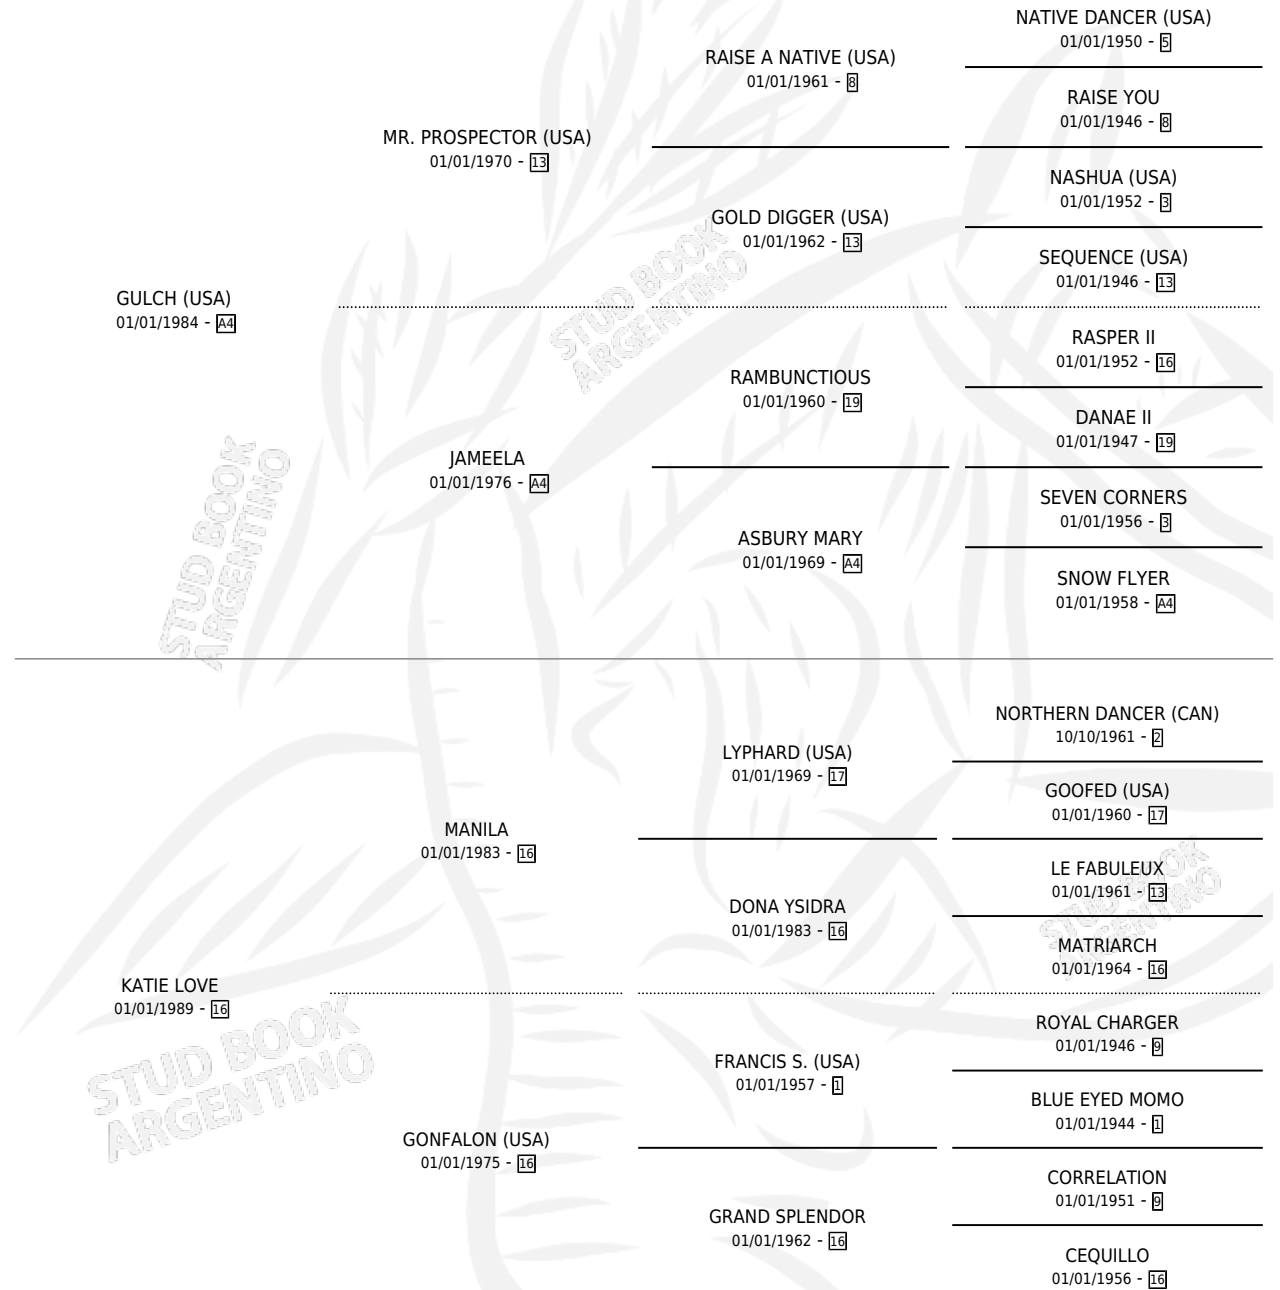 NATIVE DANCER (USA)
01/01/1950 - 5
RAISE A NATIVE (USA)
01/01/1961 - 8
RAISE YOU
01/01/1946 - 8
MR. PROSPECTOR (USA)
01/01/1970 - 13
NASHUA (USA)
01/01/1952 - 3
GOLD DIGGER (USA)
01/01/1962 - 13
SEQUENCE (USA)
01/01/1946 - 13
GULCH (USA)
01/01/1984 - A4
RASPER II
01/01/1952 - 16
RAMBUNCTIOUS
01/01/1960 - 19
DANAE II
01/01/1947 - 19
JAMEELA
01/01/1976 - A4
SEVEN CORNERS
01/01/1956 - 3
ASBURY MARY
01/01/1969 - A4
SNOW FLYER
01/01/1958 - A4
STUD BOOK
ARGENTINO
STUD BOOK
ARGENTINO
NORTHERN DANCER (CAN)
10/10/1961 - 2
LYPHARD (USA)
01/01/1969 - 17
GOOFED (USA)
01/01/1960 - 17
MANILA
01/01/1983 - 16
LE FABULEUX
01/01/1961 - 13
DONA YSIDRA
01/01/1983 - 16
MATRIARCH
01/01/1964 - 16
STUD BOOK
ARGENTINO
KATIE LOVE
01/01/1989 - 16
ROYAL CHARGER
01/01/1946 - 9
FRANCIS S. (USA)
01/01/1957 - 1
BLUE EYED MOMO
01/01/1944 - 1
STUD BOOK
ARGENTINO
GONFALON (USA)
01/01/1975 - 16
CORRELATION
01/01/1951 - 9
GRAND SPLENDOR
01/01/1962 - 16
CEQUILLO
01/01/1956 - 16